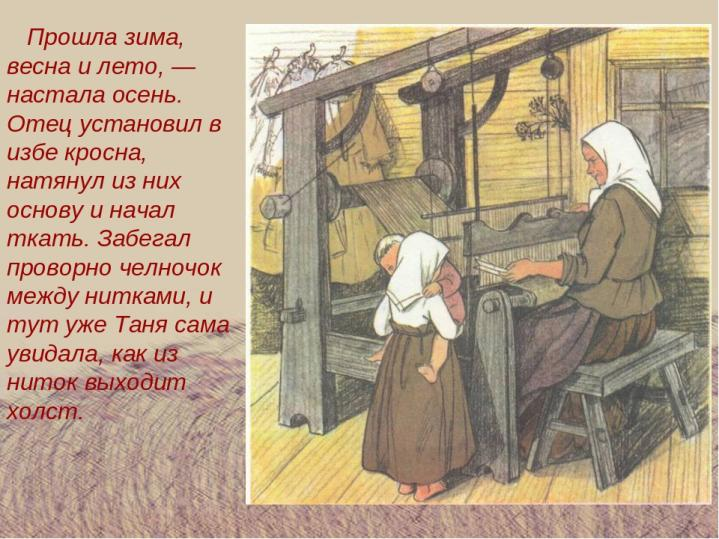 Прошла зима,
весна и лето, —
настала осень.
Отец установил в
избе кросна,
натянул из них
основу и начал
ткать. Забегал
проворно челночок
между нитками, и
тут уже Таня сама
увидала, как из
ниток выходит
холст.